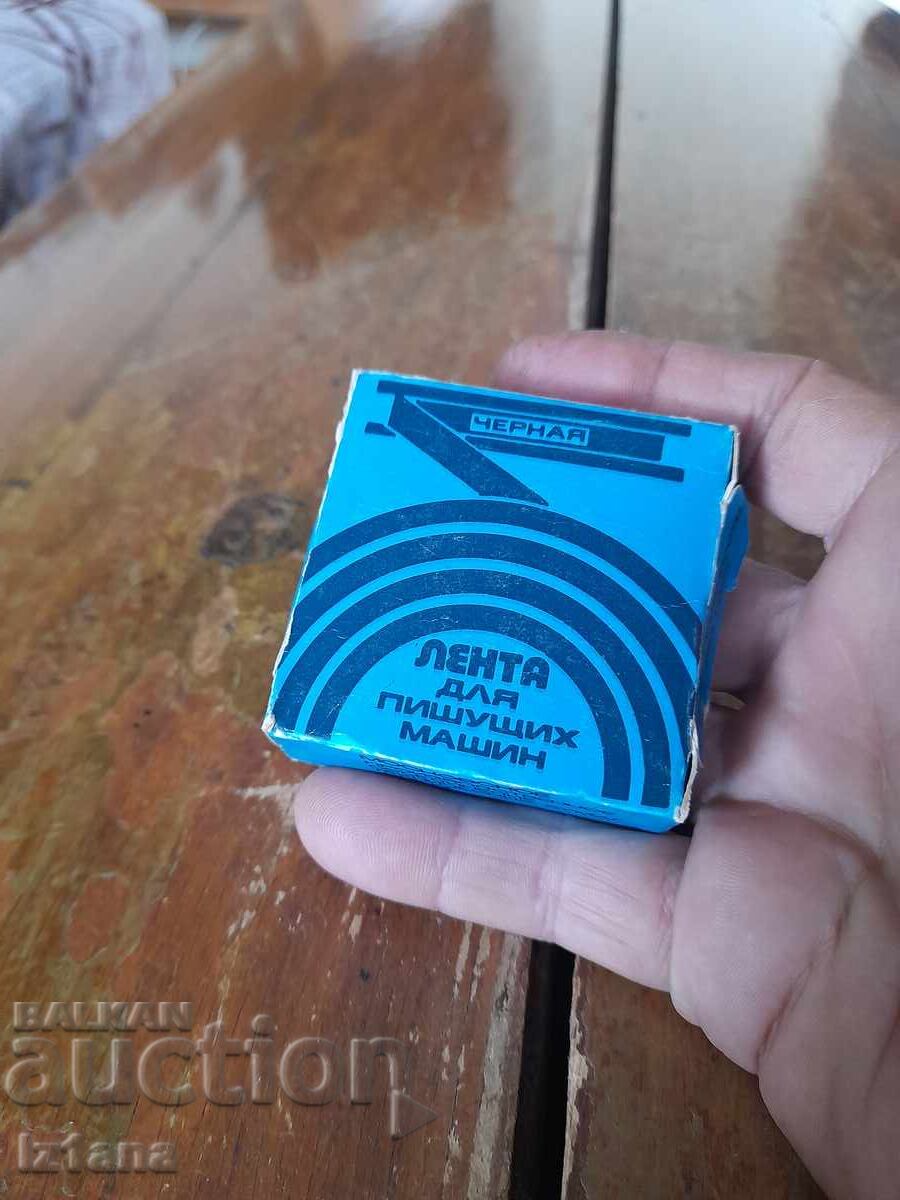 ЧЕРНАЯ
ЛЕНТА
ДЛЯ
ПИШУЩИХ
МАШИН
BALKAN
auction
Iztana